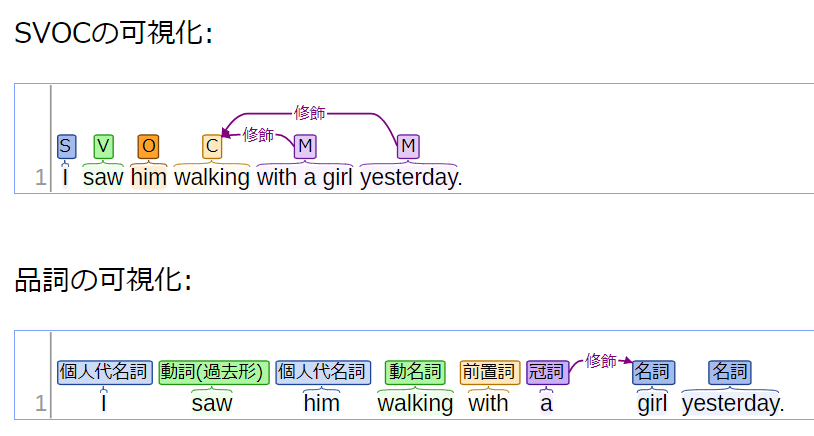 SVOCの可視化:
修飾
修飾
S V O C M M
1 I saw him walking with a girl yesterday.
品詞の可視化:
個人代名詞 動詞(過去形) 個人代名詞 動名詞 前置詞 冠詞 修飾 名詞 名詞
1 I saw him walking with a girl yesterday.